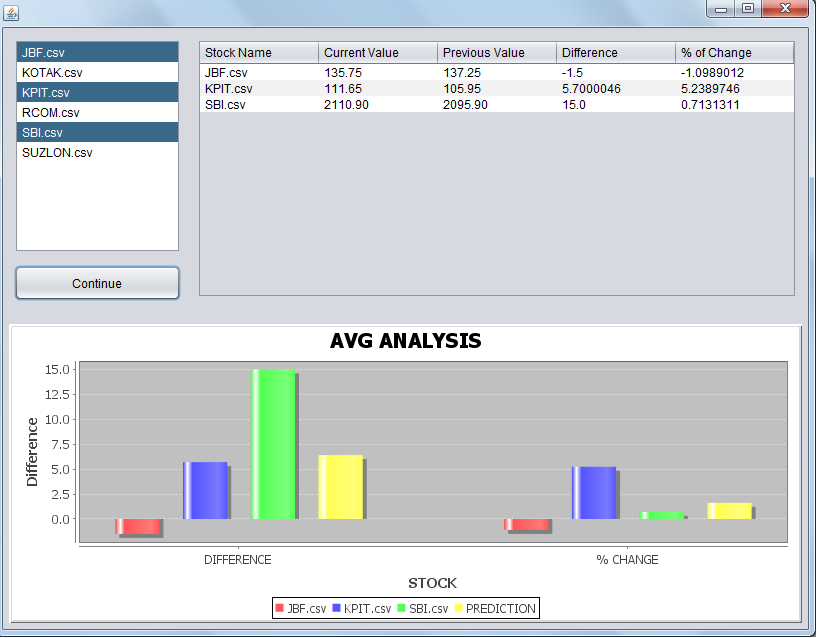 JBF.csv
KOTAK.csv
KPIT.csv
RCOM.csv
SBI.csv
SUZLON.csv
Continue
Stock Name Current Value Previous Value Difference % of Change
JBF.csv 135.75 137.25 -1.5 -1.0989012
KPIT.csv 111.65 105.95 5.7000046 5.2389746
SBI.csv 2110.90 2095.90 15.0 0.7131311
AVG ANALYSIS
Difference
15.0
12.5
10.0
7.5
5.0
2.5
0.0
DIFFERENCE % CHANGE
STOCK
JBF.csv KPIT.csv SBI.csv PREDICTION